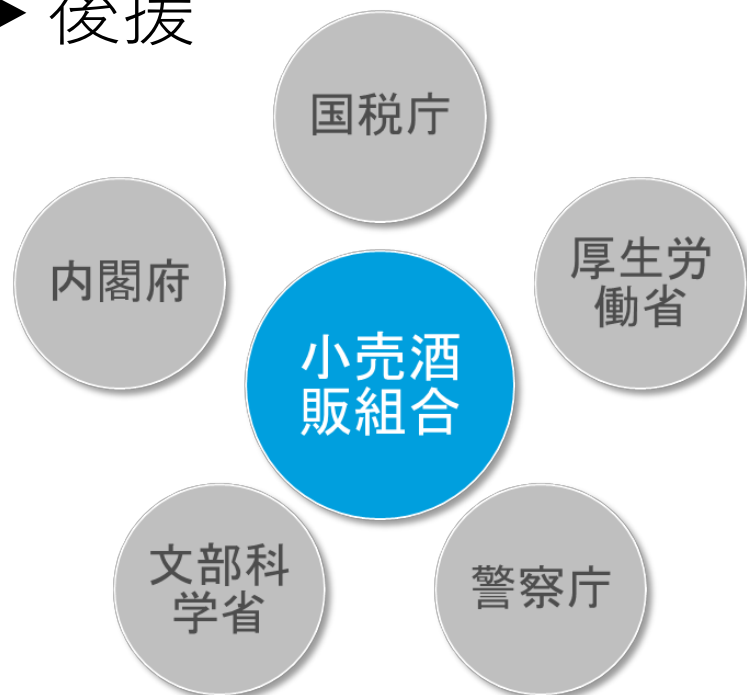 ▶ 後援
国税庁
内閣府
厚生労
働省
小売酒
販組合
文部科
学省
警察庁